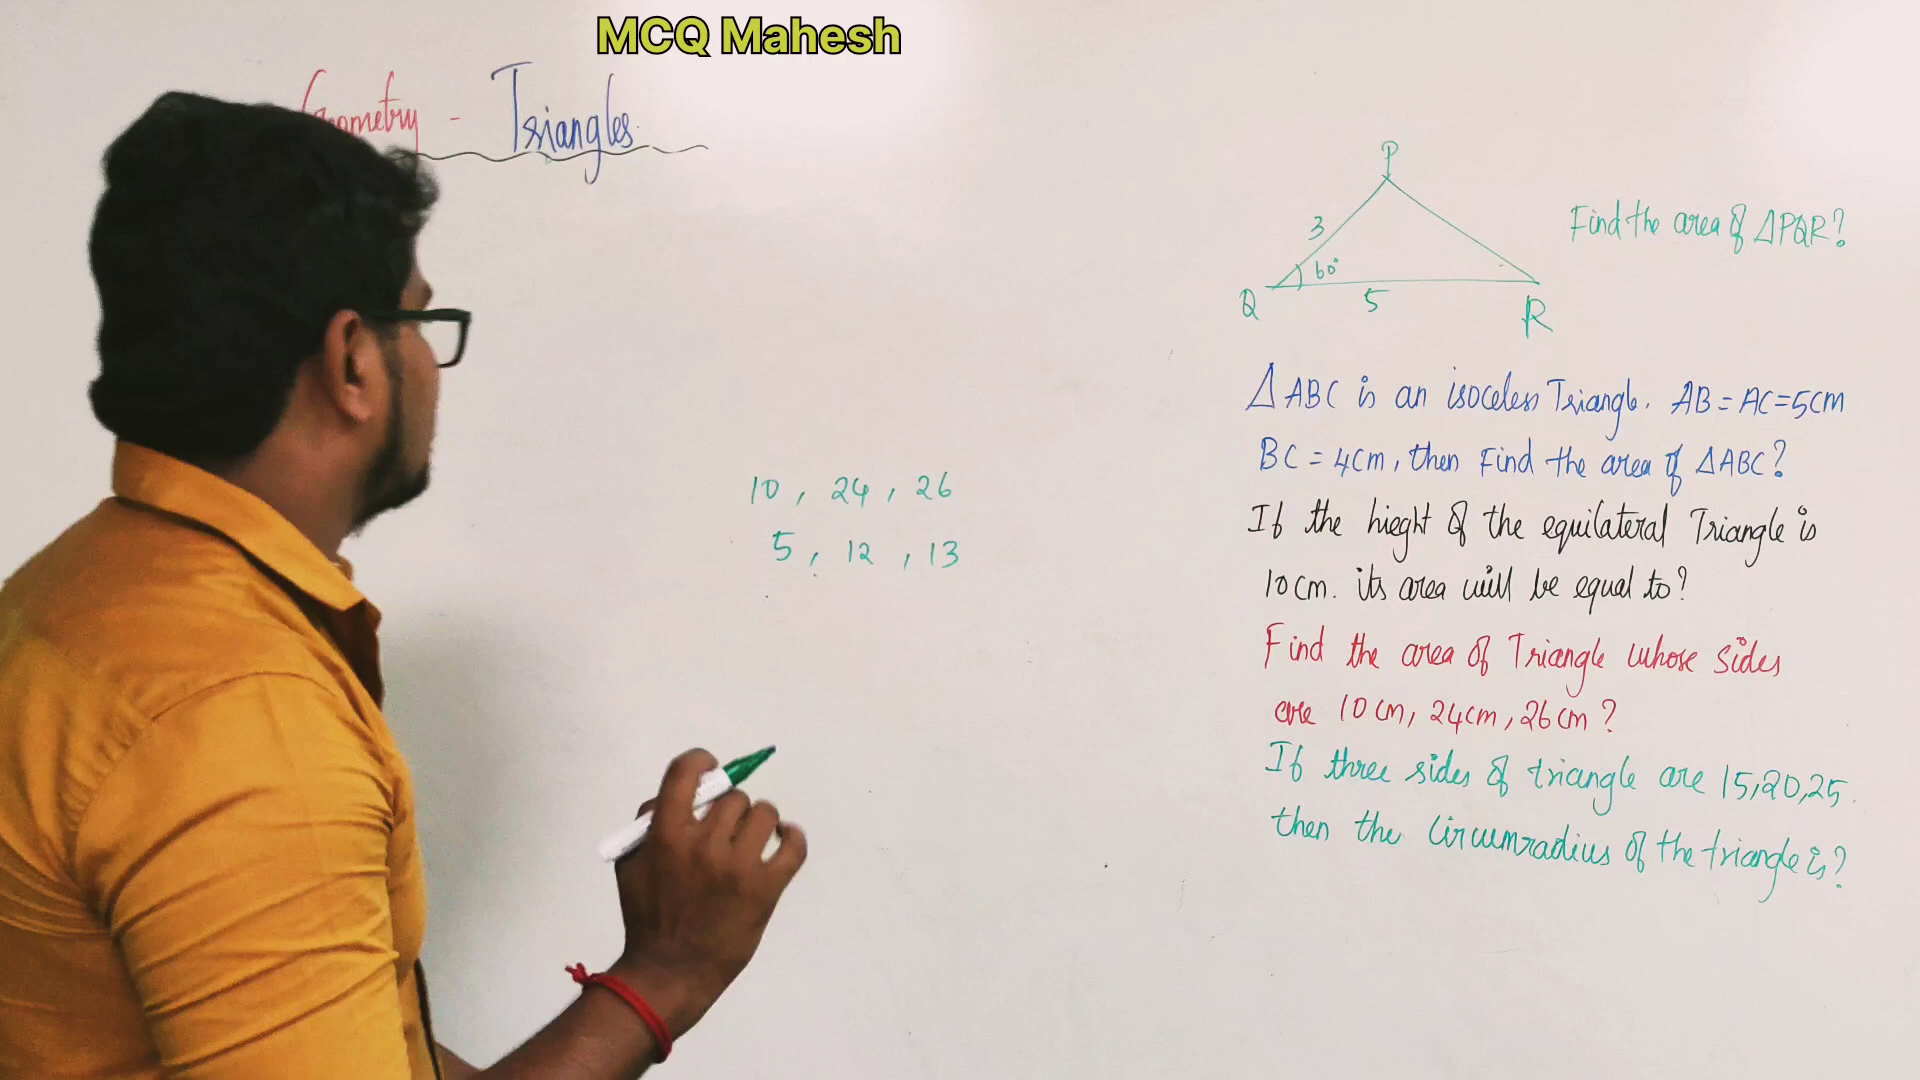 MCQ Mahesh
Geometry - Triangles
P
3
60°
Q
5
R
Find the area of △PQR?
△ABC is an isoceless Triangle. AB = AC = 5cm
BC = 4cm, then Find the area of △ABC?
If the hieght of the equilateral Triangle is
10cm. its area will be equal to?
Find the area of Triangle whose sides
are 10cm, 24cm, 26cm?
If three sides of triangle are 15,20,25.
then the Circumradius of the triangle is?
10, 24, 26
5, 12, 13